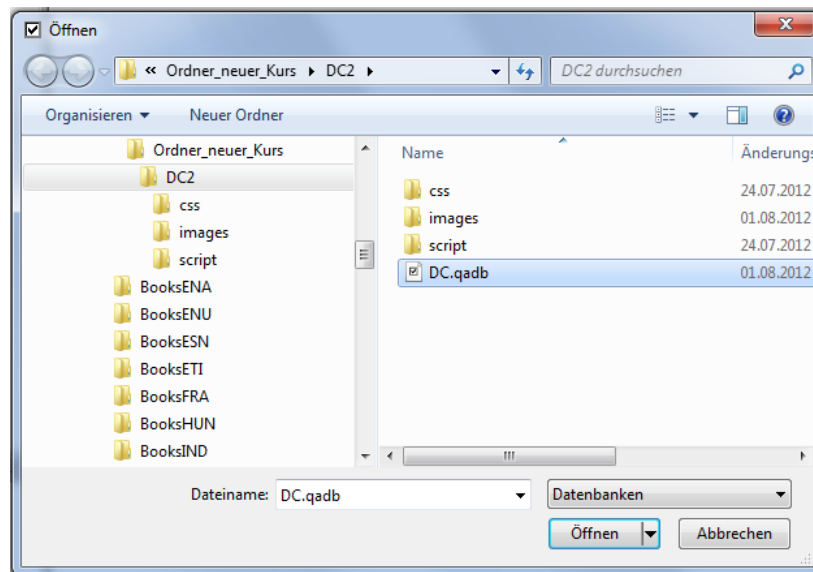 Öffnen
« Ordner_neuer_Kurs DC2
DC2 durchsuchen
Organisieren Neuer Ordner
Ordner_neuer_Kurs
DC2
css
images
script
BooksENA
BooksENU
BooksESN
BooksETI
BooksFRA
BooksHUN
BooksIND
Name Änderungs
css 24.07.2012
images 01.08.2012
script 24.07.2012
DC.qadb 01.08.2012
Dateiname: DC.qadb Datenbanken
Öffnen Abbrechen